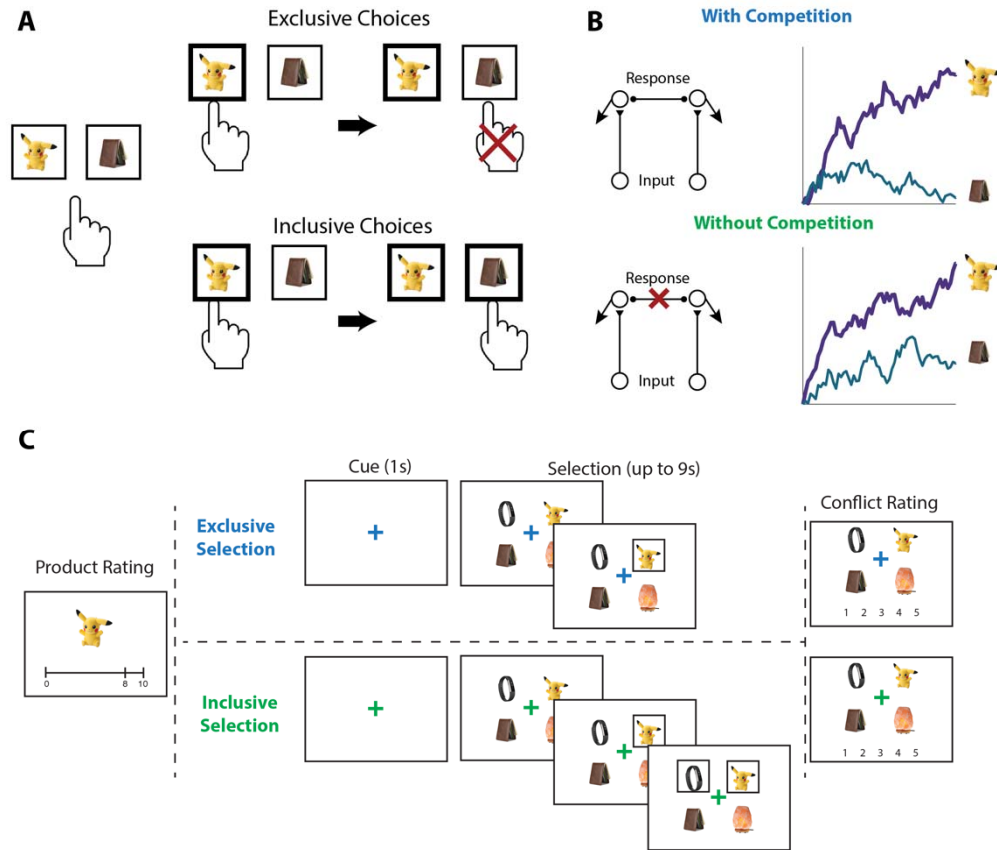 A
Exclusive Choices
Inclusive Choices
B
With Competition
Response
Input
Without Competition
Response
Input
C
Cue (1s)
Selection (up to 9s)
Exclusive
Selection
Conflict Rating
1 2 3 4 5
Product Rating
0 8 10
Inclusive
Selection
1 2 3 4 5